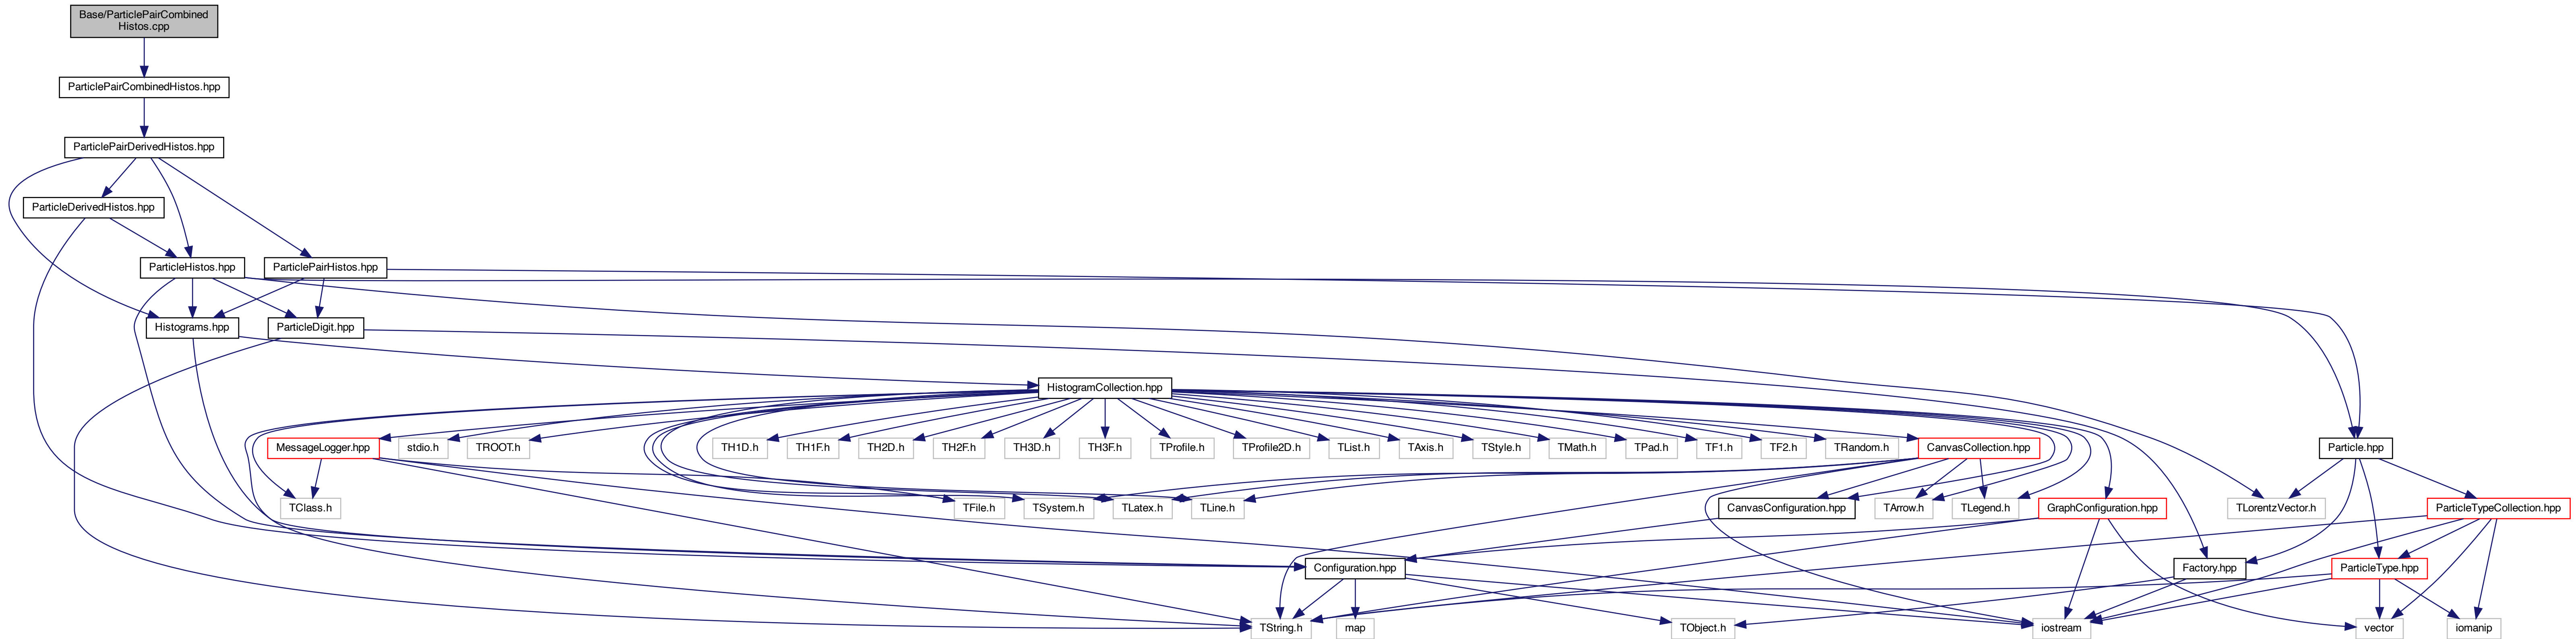 Base/ParticlePairCombined
Histos.cpp
ParticlePairCombinedHistos.hpp
ParticlePairDerivedHistos.hpp
ParticleDerivedHistos.hpp
ParticleHistos.hpp
ParticlePairHistos.hpp
Histograms.hpp
ParticleDigit.hpp
HistogramCollection.hpp
MessageLogger.hpp
stdio.h
TROOT.h
TH1D.h
TH1F.h
TH2D.h
TH2F.h
TH3D.h
TH3F.h
TProfile.h
TProfile2D.h
TList.h
TAxis.h
TStyle.h
TMath.h
TPad.h
TF1.h
TF2.h
TRandom.h
CanvasCollection.hpp
Particle.hpp
TClass.h
TFile.h
TSystem.h
TLatex.h
TLine.h
CanvasConfiguration.hpp
TArrow.h
TLegend.h
GraphConfiguration.hpp
TLorentzVector.h
ParticleTypeCollection.hpp
Configuration.hpp
Factory.hpp
ParticleType.hpp
TString.h
map
TObject.h
iostream
vector
iomanip